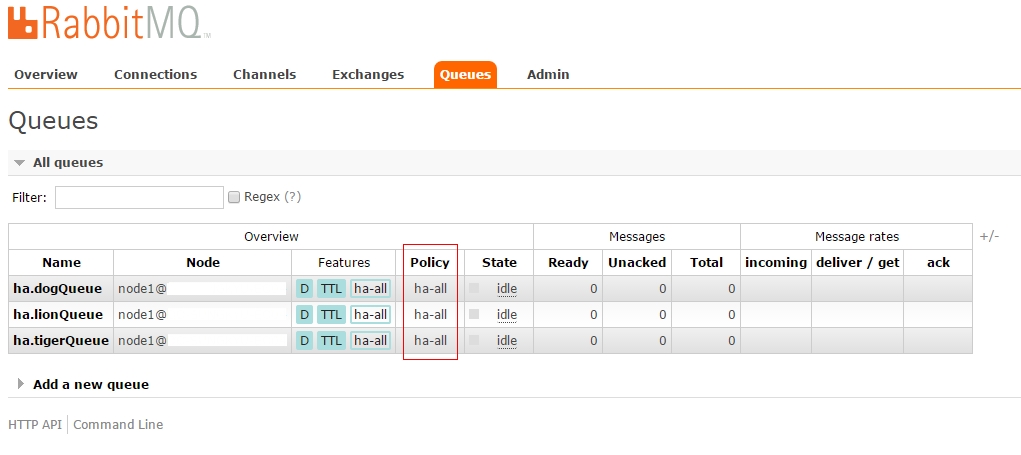 RabbitMQ TM
Overview Connections Channels Exchanges Queues Admin
Queues
All queues
Filter: Regex (?)
Overview Messages Message rates +/-
Name Node Features Policy State Ready Unacked Total incoming deliver / get ack
ha.dogQueue node1@ D TTL ha-all ha-all idle 0 0 0
ha.lionQueue node1@ D TTL ha-all ha-all idle 0 0 0
ha.tigerQueue node1@ D TTL ha-all ha-all idle 0 0 0
Add a new queue
HTTP API Command Line